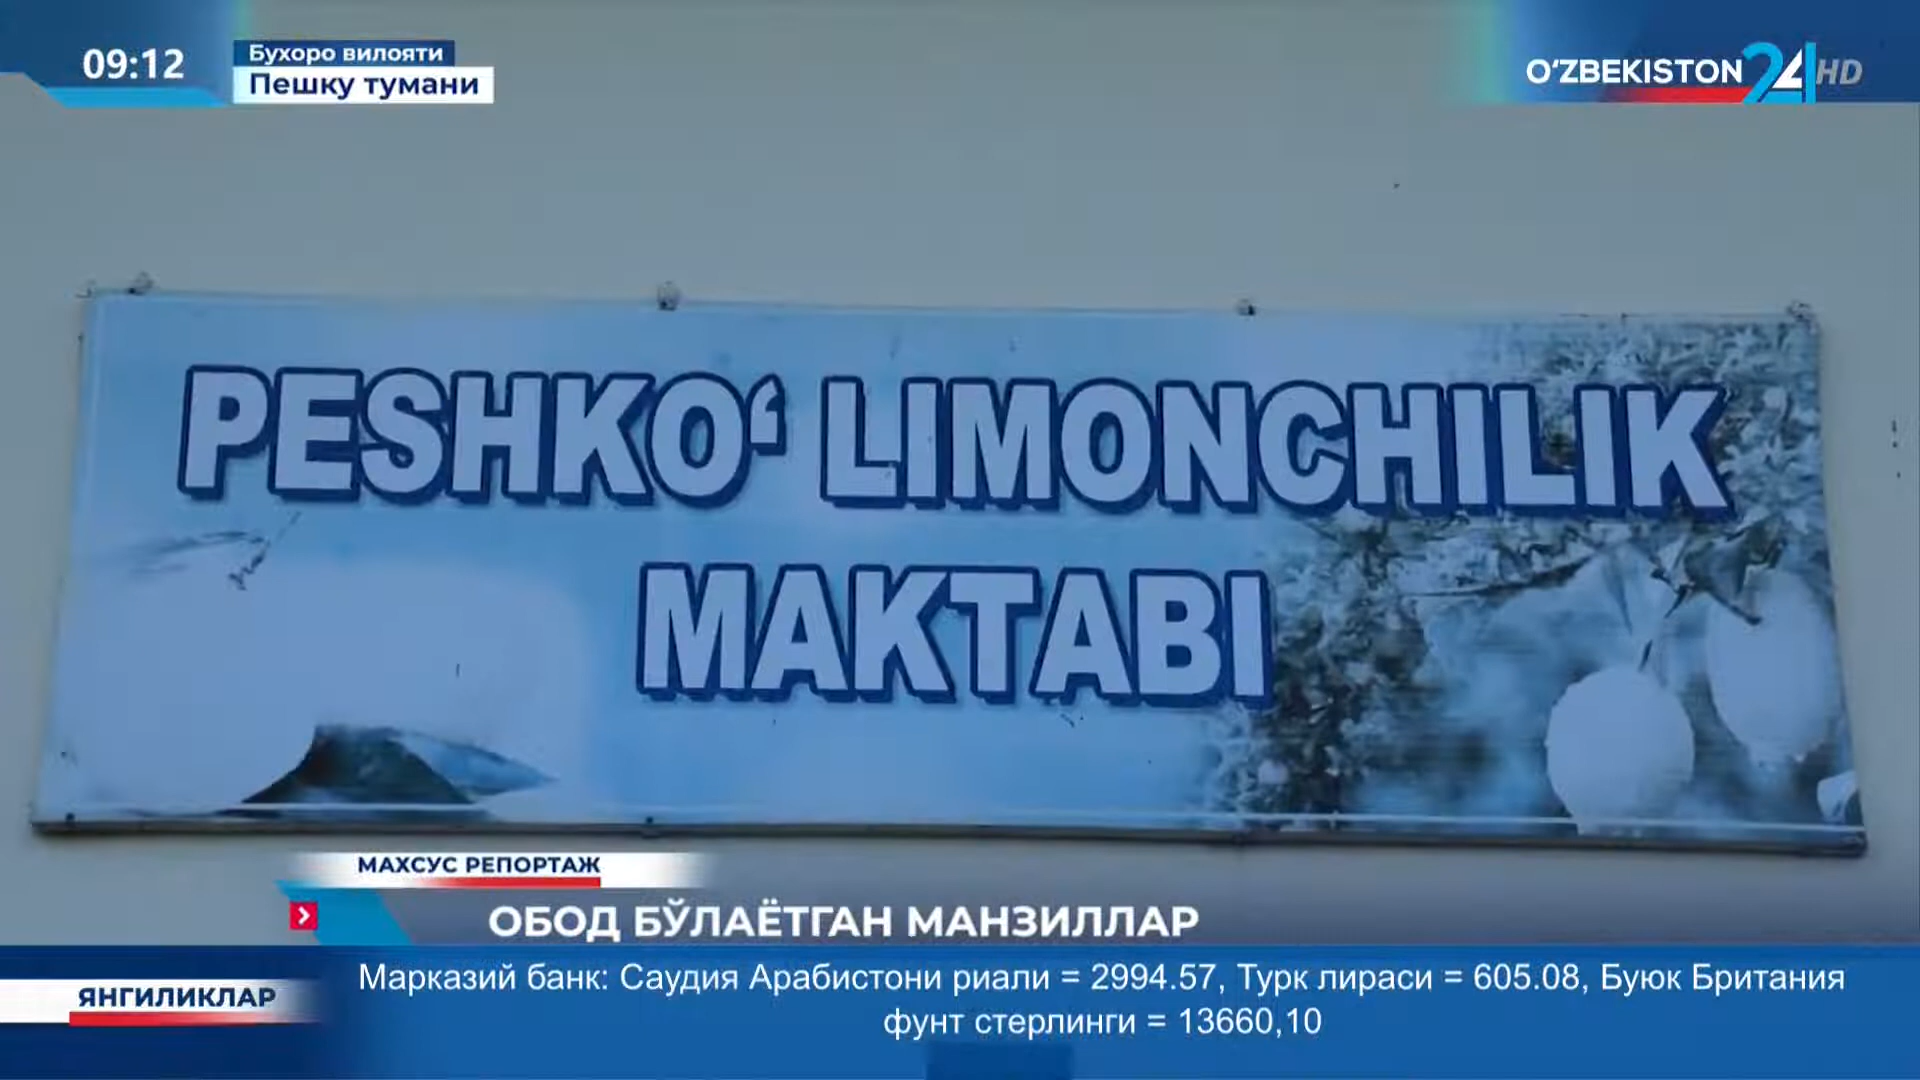 09:12
Бухоро вилояти
Пешку тумани
O‘ZBEKISTON 24 HD
PESHKO‘ LIMONCHILIK
MAKTABI
МАХСУС РЕПОРТАЖ
ОБОД БЎЛАЁТГАН МАНЗИЛЛАР
ЯНГИЛИКЛАР
Марказий банк: Саудия Арабистони риали = 2994.57, Турк лираси = 605.08, Буюк Британия
фунт стерлинги = 13660,10